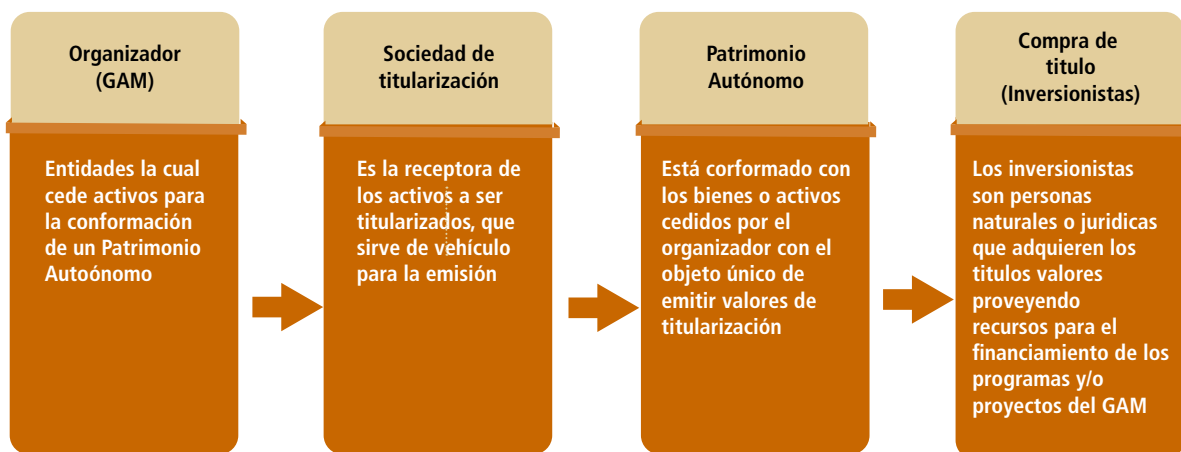 Organizador
(GAM)
Entidades la cual
cede activos para
la conformación
de un Patrimonio
Autoónomo
Sociedad de
titularización
Es la receptora de
los activos a ser
titularizados, que
sirve de vehículo
para la emisión
Patrimonio
Autónomo
Está corformado con
los bienes o activos
cedidos por el
organizador con el
objeto único de
emitir valores de
titularización
Compra de
titulo
(Inversionistas)
Los inversionistas
son personas
naturales o juridicas
que adquieren los
titulos valores
proveyendo
recursos para el
financiamiento de los
programas y/o
proyectos del GAM